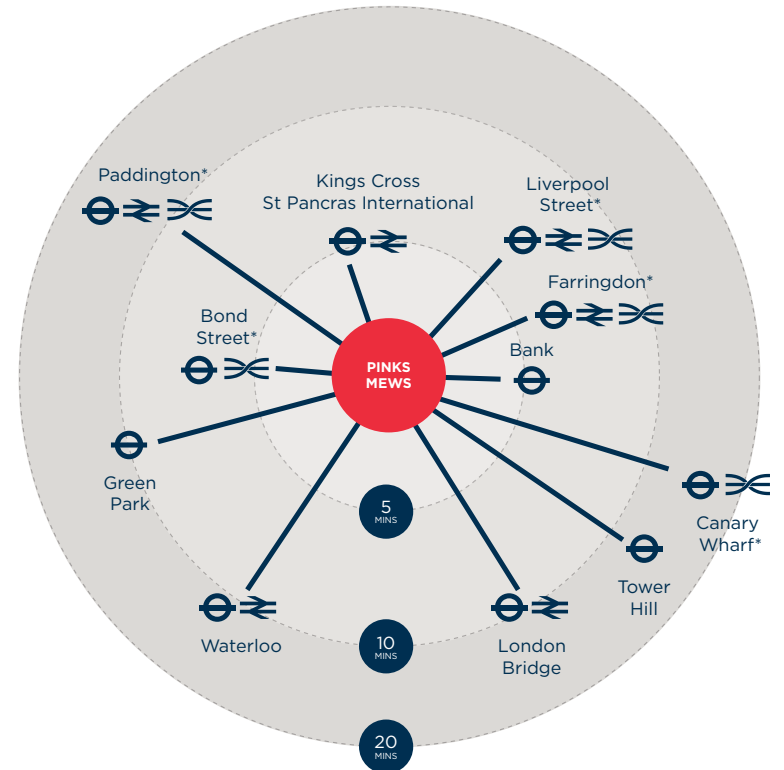 Paddington*
Kings Cross
St Pancras International
Liverpool
Street*
Farringdon*
Bond
Street*
PINKS
MEWS
Bank
Green
Park
5
MINS
Canary
Wharf*
Tower
Hill
Waterloo
10
MINS
London
Bridge
20
MINS